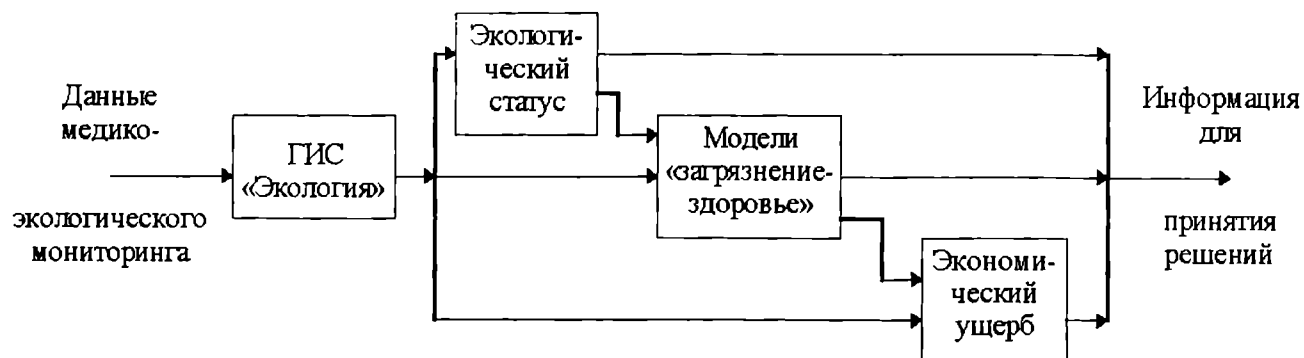 Данные
медико-
экологического
мониторинга
ГИС
«Экология»
Экологи-
ческий
статус
Модели
«загрязнение-
здоровье»
Экономи-
ческий
ущерб
Информация
для
принятия
решений